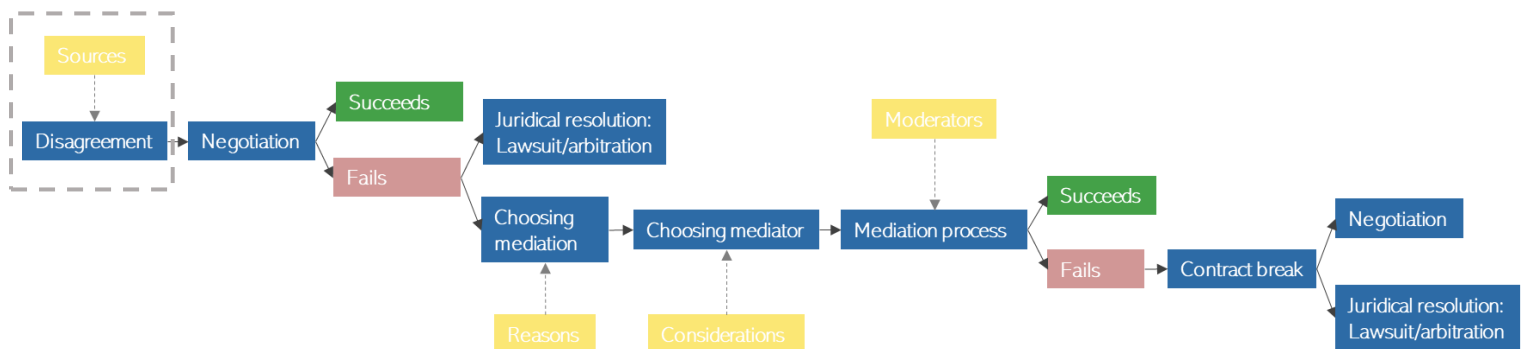 Sources
Disagreement
Negotiation
Succeeds
Fails
Juridical resolution:
Lawsuit/arbitration
Choosing
mediation
Reasons
Choosing mediator
Considerations
Moderators
Mediation process
Succeeds
Fails
Contract break
Negotiation
Juridical resolution:
Lawsuit/arbitration